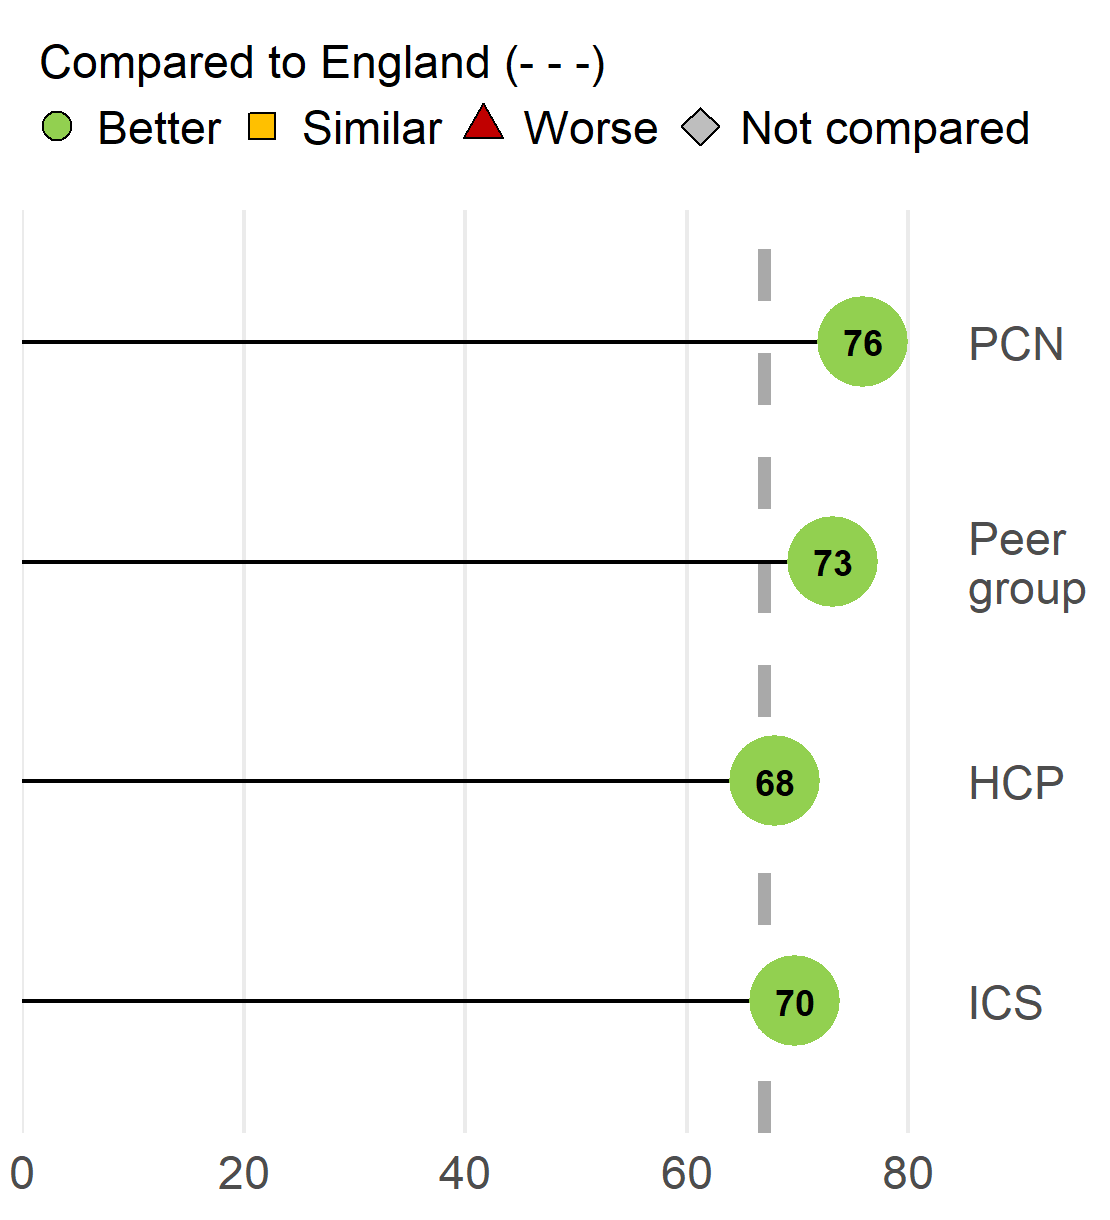 Compared to England (- - -)
Better Similar Worse Not compared
76 PCN
73 Peer
group
68 HCP
70 ICS
0 20 40 60 80